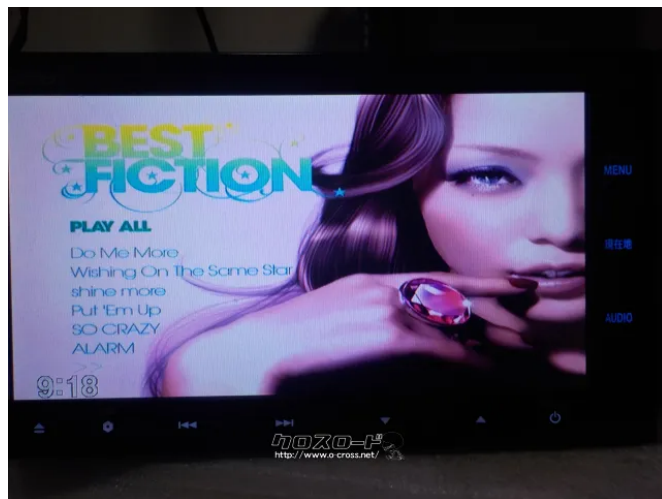 BEST
FICTION
PLAY ALL
Do Me More
Wishing On The Same Star
shine more
Put 'Em Up
SO CRAZY
ALARM
>>
9:18
MENU
現在地
AUDIO
クロスロード
http://www.o-cross.net/